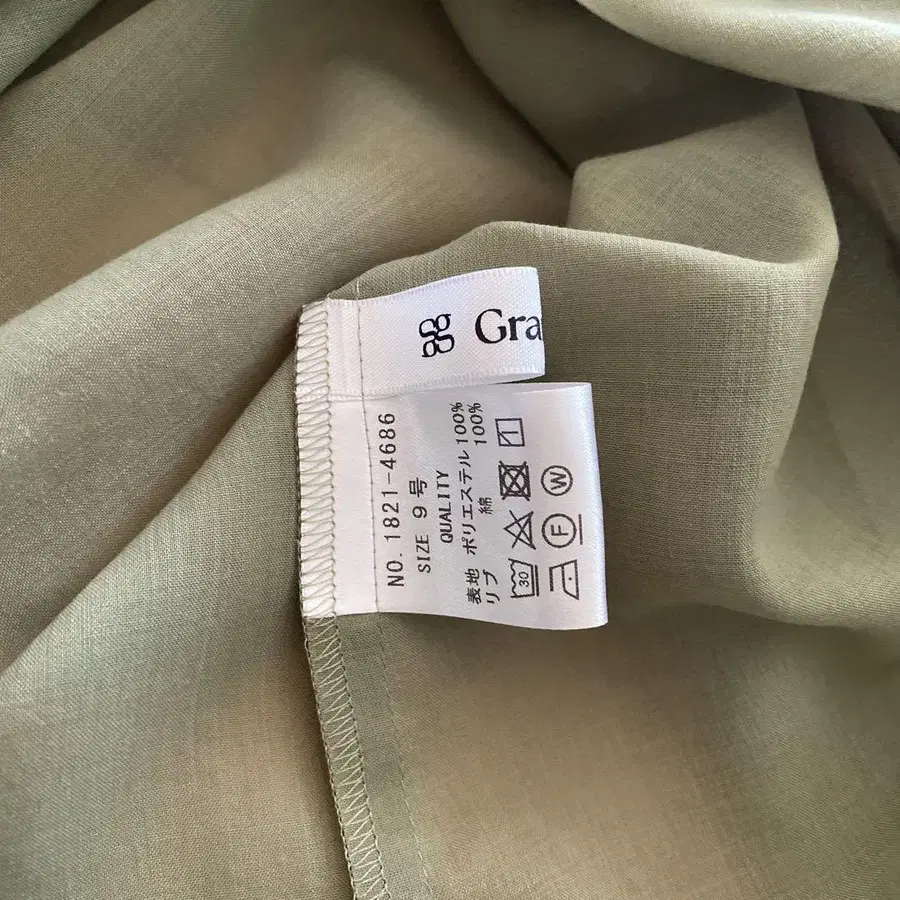 gg Gra
NO. 1821-4686
SIZE 9号
QUALITY
表地 ポリエステル 100%
リブ 綿 100%
30
F W